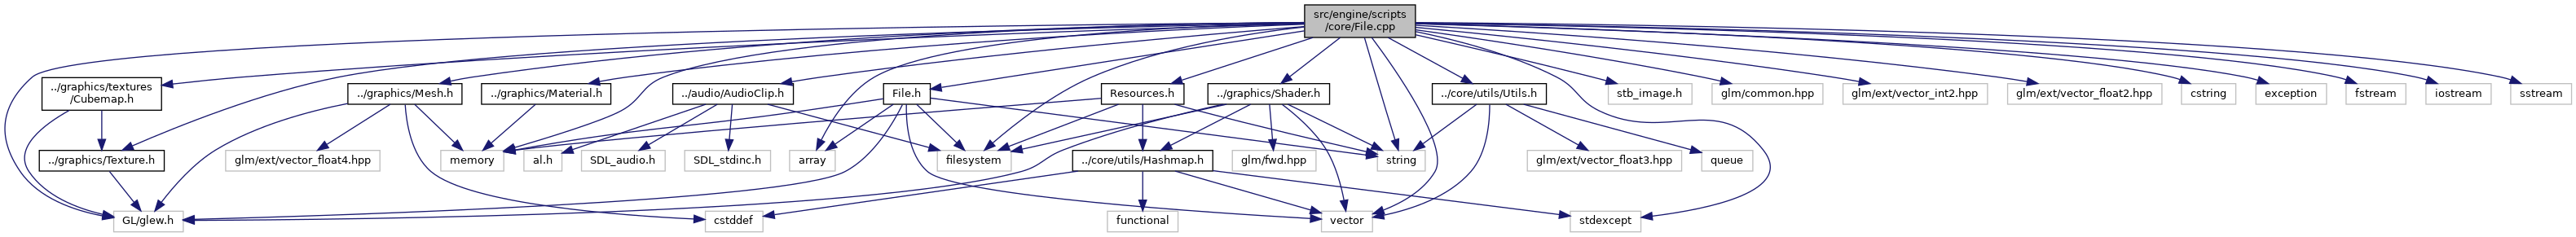 src/engine/scripts
/core/File.cpp
../graphics/textures
/Cubemap.h
../graphics/Mesh.h
../graphics/Material.h
../audio/AudioClip.h
File.h
Resources.h
../graphics/Shader.h
../core/utils/Utils.h
stb_image.h
glm/common.hpp
glm/ext/vector_int2.hpp
glm/ext/vector_float2.hpp
cstring
exception
fstream
iostream
sstream
../graphics/Texture.h
glm/ext/vector_float4.hpp
memory
al.h
SDL_audio.h
SDL_stdinc.h
array
filesystem
../core/utils/Hashmap.h
glm/fwd.hpp
string
glm/ext/vector_float3.hpp
queue
GL/glew.h
cstddef
functional
vector
stdexcept